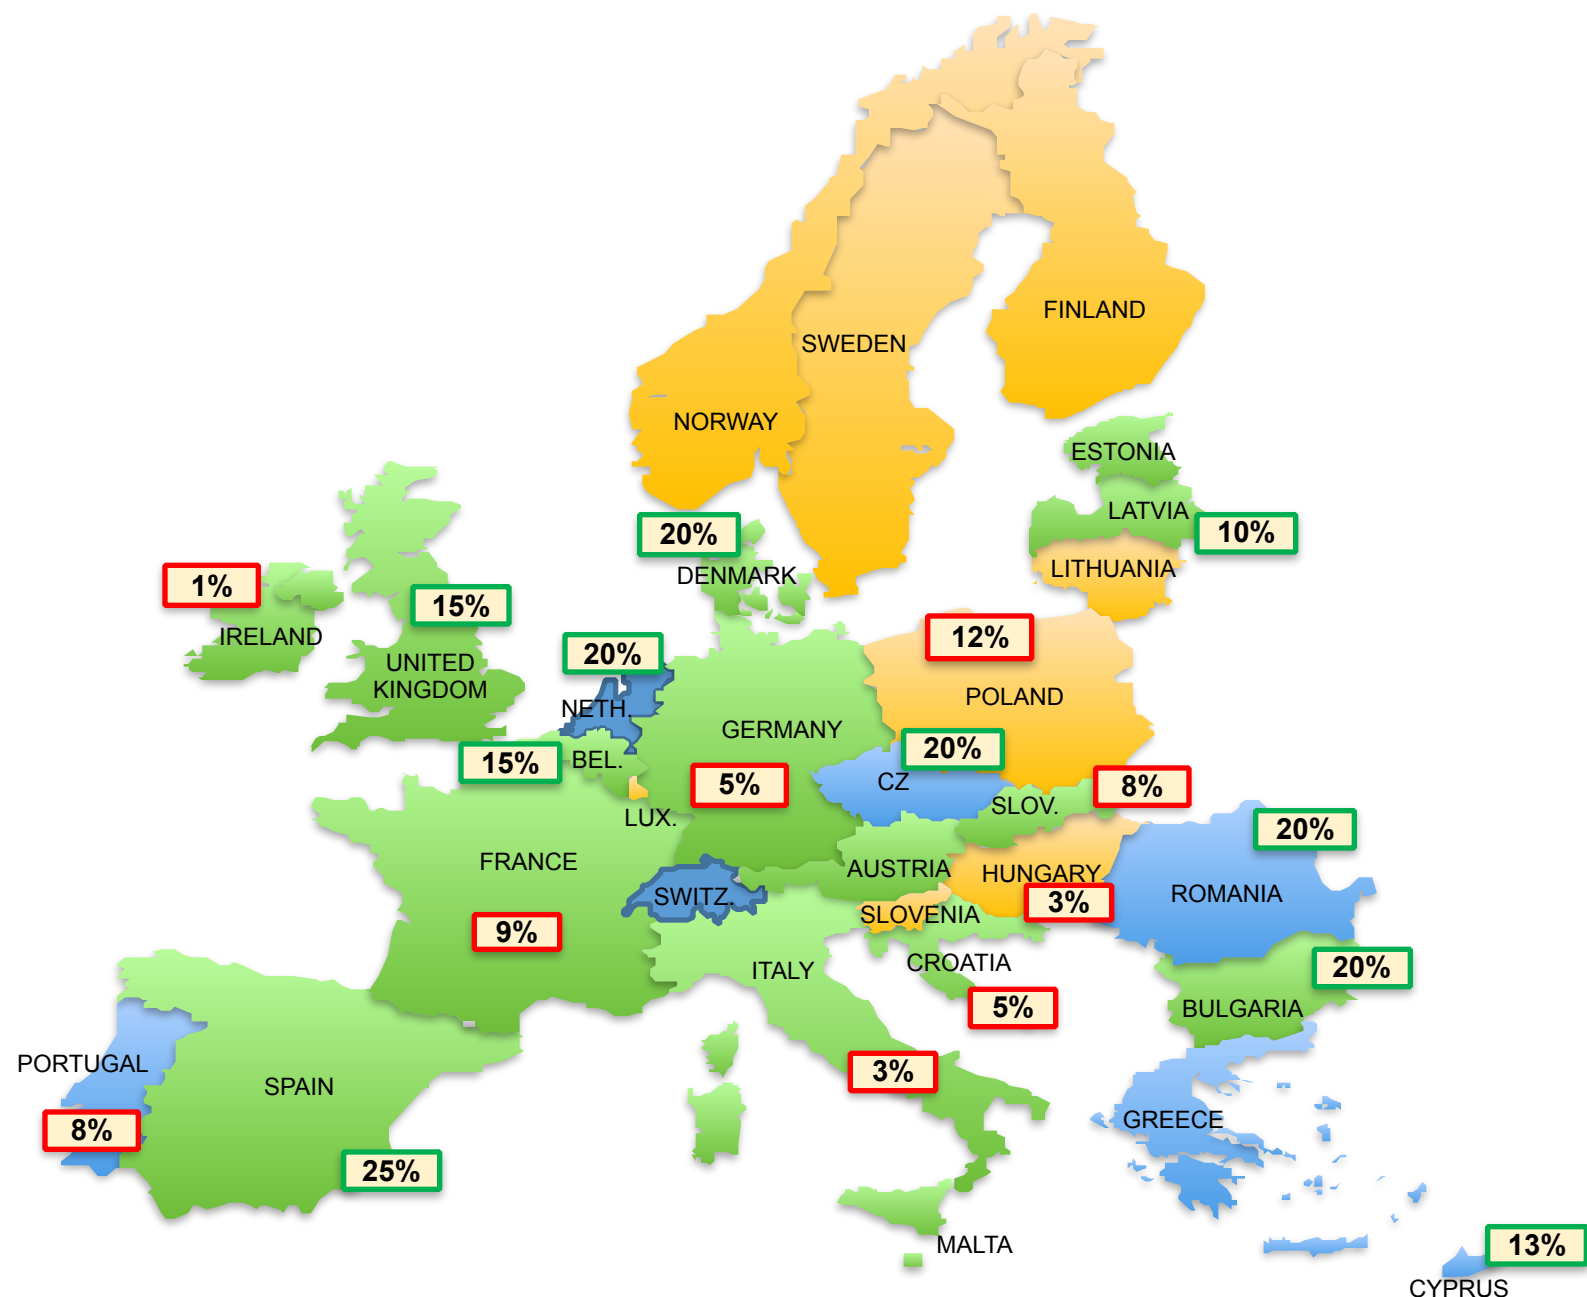 FINLAND
SWEDEN
NORWAY
ESTONIA
LATVIA
10%
20%
DENMARK
LITHUANIA
1%
15%
IRELAND
UNITED
KINGDOM
20%
NETH.
12%
POLAND
GERMANY
15%
BEL.
20%
CZ
5%
8%
SLOV.
LUX.
20%
FRANCE
AUSTRIA
HUNGARY
ROMANIA
SWITZ.
3%
SLOVENIA
9%
CROATIA
ITALY
20%
5%
BULGARIA
PORTUGAL
SPAIN
3%
8%
GREECE
25%
MALTA
13%
CYPRUS